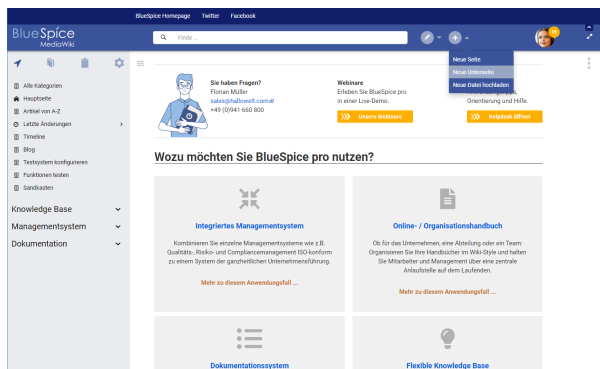 BlueSpice Homepage Twitter Facebook
BlueSpice
MediaWiki
Finde ...
Neue Seite
Neue Unterseite
Neue Datei hochladen
Alle Kategorien
Hauptseite
Artikel von A-Z
Letzte Änderungen
Timeline
Blog
Testsystem konfigurieren
Funktionen testen
Sandkasten
Knowledge Base
Managementsystem
Dokumentation
Sie haben Fragen?
Florian Müller
sales@hallowelt.com
+49 (0)941 660 800
Webinare
Erleben Sie BlueSpice pro
in einer Live-Demo.
Unsere Webinare
Orientierung und Hilfe.
Helpdesk öffnen
Wozu möchten Sie BlueSpice pro nutzen?
Integriertes Managementsystem
Kombinieren Sie einzelne Managementsysteme wie z.B.
Qualitäts-, Risiko- und Compliancemanagement ISO-konform
zu einem System der ganzheitlichen Unternehmensführung.
Mehr zu diesem Anwendungsfall ...
Online- / Organisationshandbuch
Ob für das Unternehmen, eine Abteilung oder ein Team:
Organisieren Sie Ihre Handbücher im Wiki-Style und halten
Sie Mitarbeiter und Management über eine zentrale
Anlaufstelle auf dem Laufenden.
Mehr zu diesem Anwendungsfall ...
Dokumentationssystem
Flexible Knowledge Base